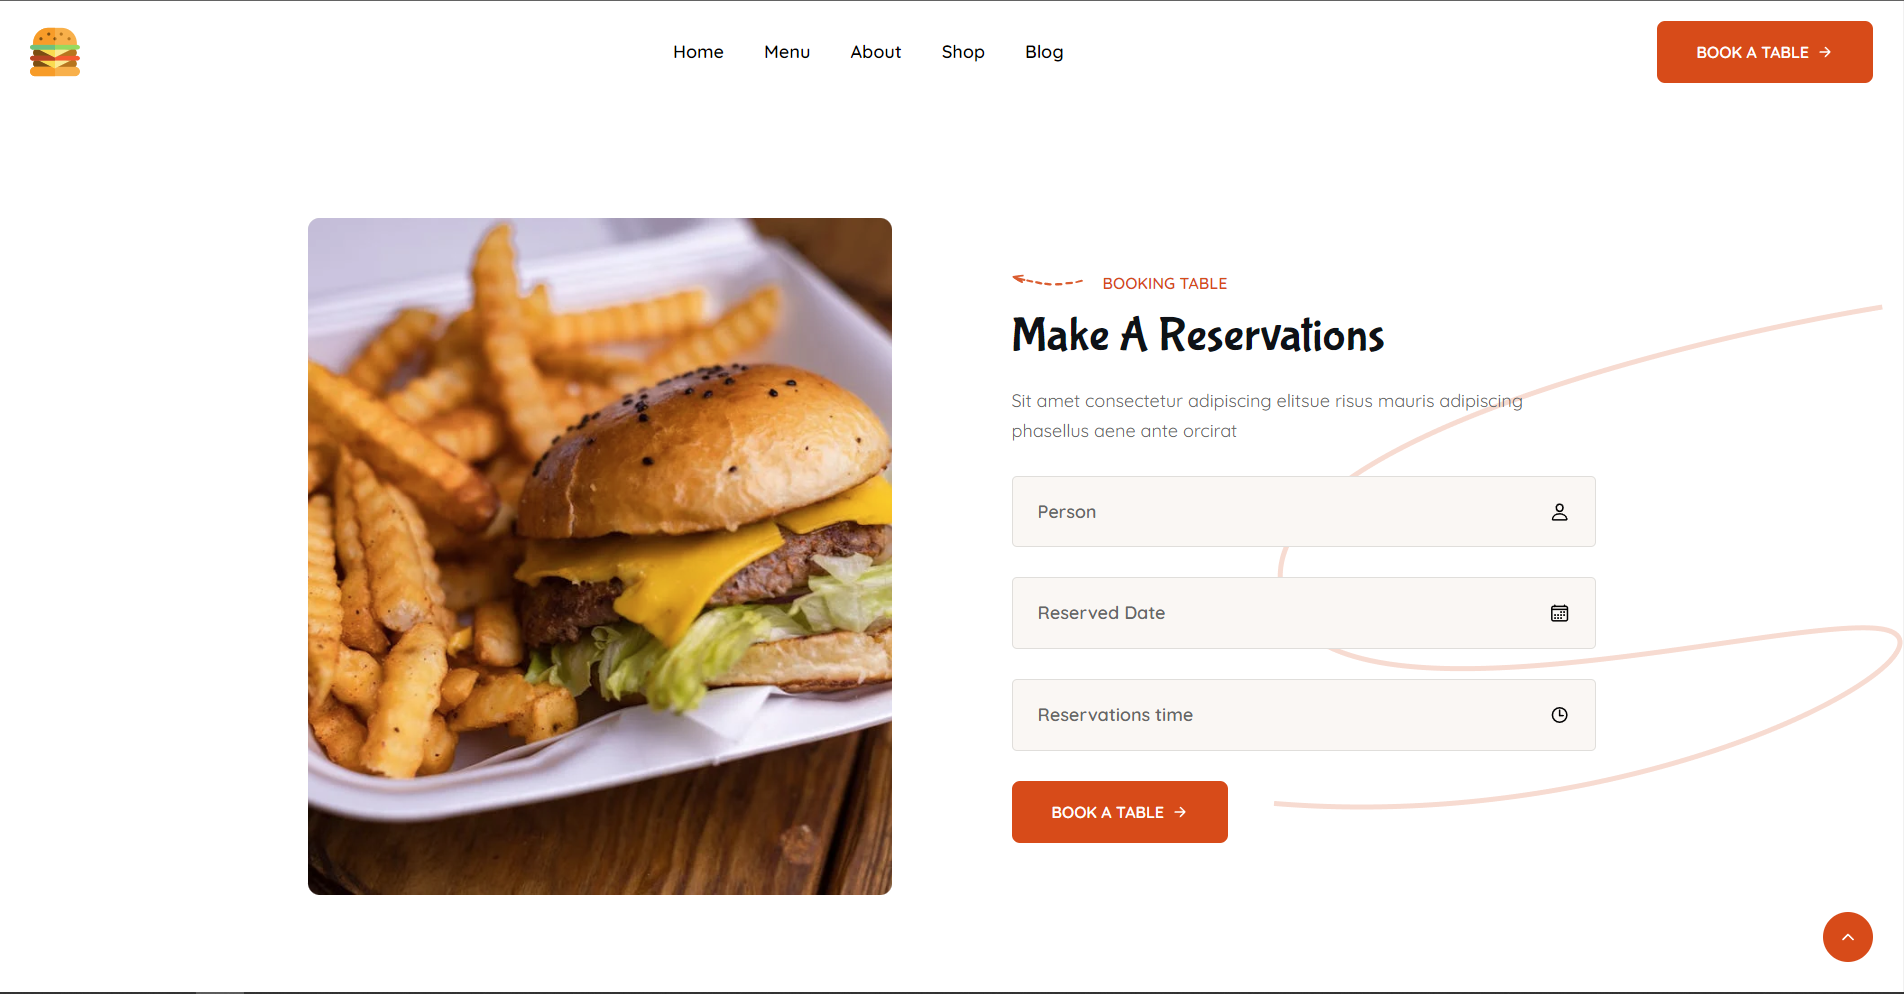 Home
Menu
About
Shop
Blog
BOOK A TABLE
BOOKING TABLE
Make A Reservations
Sit amet consectetur adipiscing elitsue risus mauris adipiscing
phasellus aene ante orcirat
Person
Reserved Date
Reservations time
BOOK A TABLE